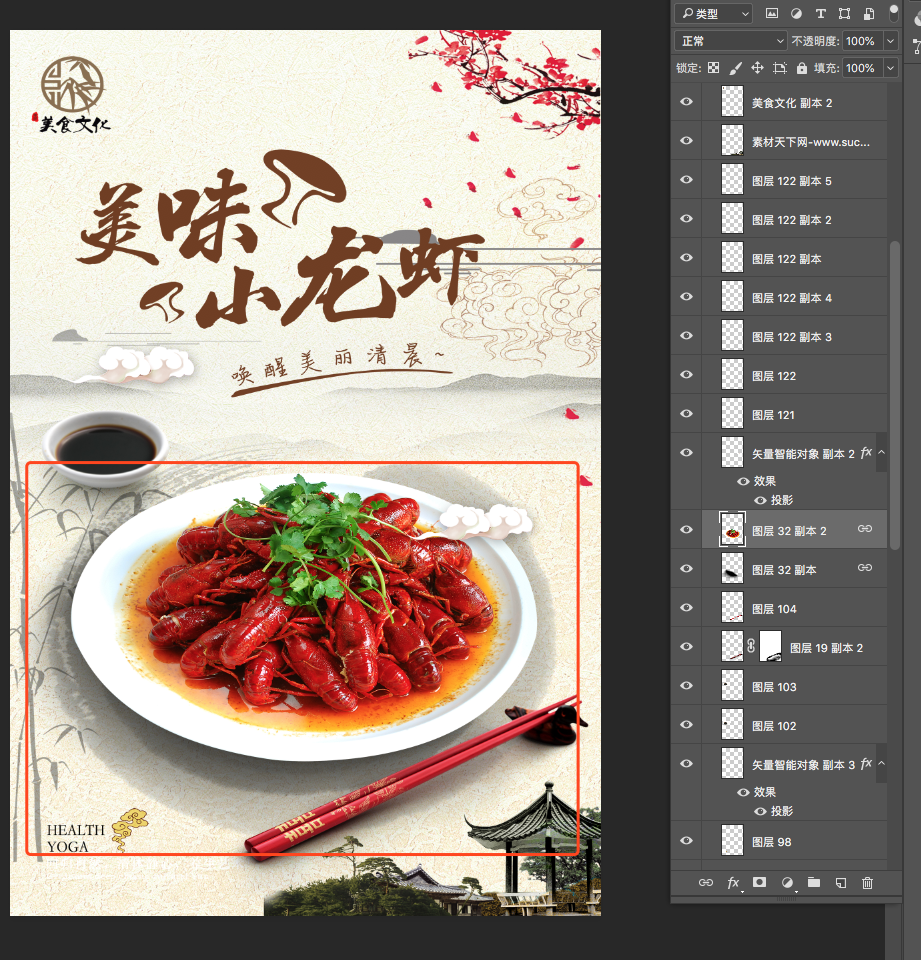 美食文化
美味
小龙虾
唤醒美丽清晨~
HEALTH
YOGA
类型
正常
不透明度: 100%
锁定:
填充: 100%
美食文化 副本 2
素材天下网-www.suc...
图层 122 副本 5
图层 122 副本 2
图层 122 副本
图层 122 副本 4
图层 122 副本 3
图层 122
图层 121
矢量智能对象 副本 2 fx
效果
投影
图层 32 副本 2
图层 32 副本
图层 104
图层 19 副本 2
图层 103
图层 102
矢量智能对象 副本 3 fx
效果
投影
图层 98
fx